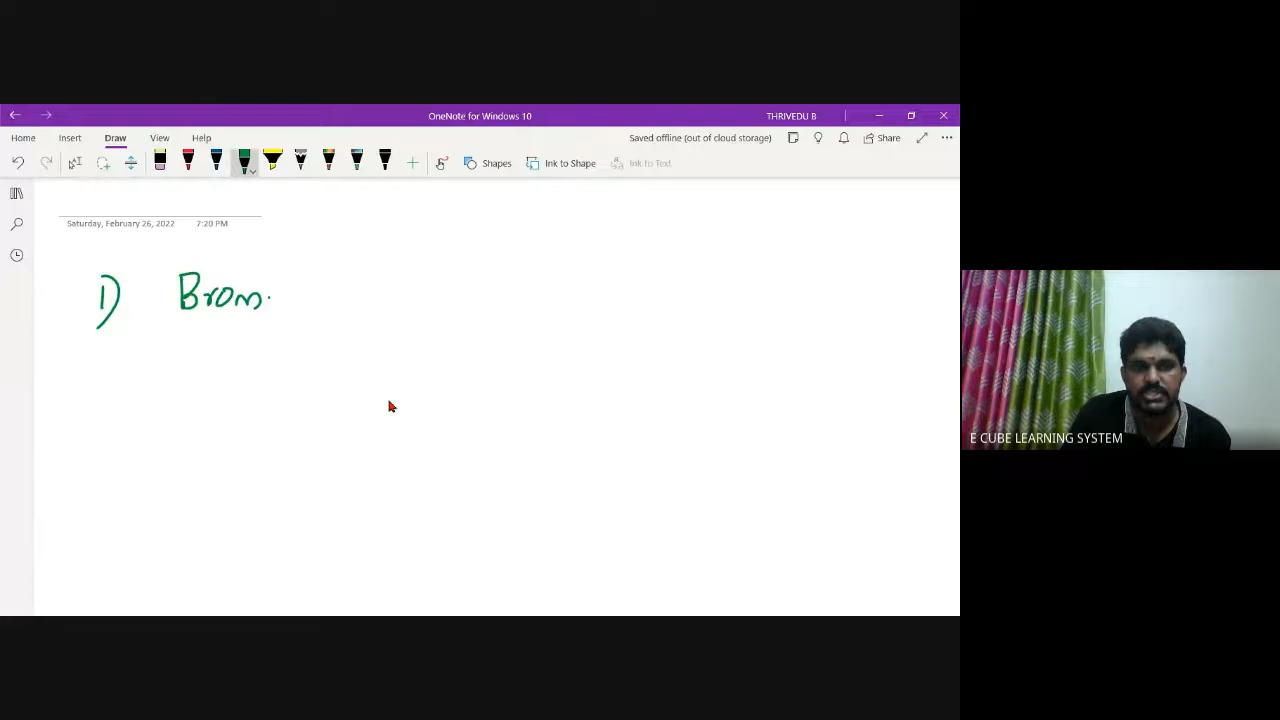 OneNote for Windows 10
THRIVEDU B
Home Insert Draw View Help
Saved offline (out of cloud storage)
Share
Shapes
Ink to Shape
Ink to Text
Saturday, February 26, 2022 7:20 PM
1) Brom.
E CUBE LEARNING SYSTEM